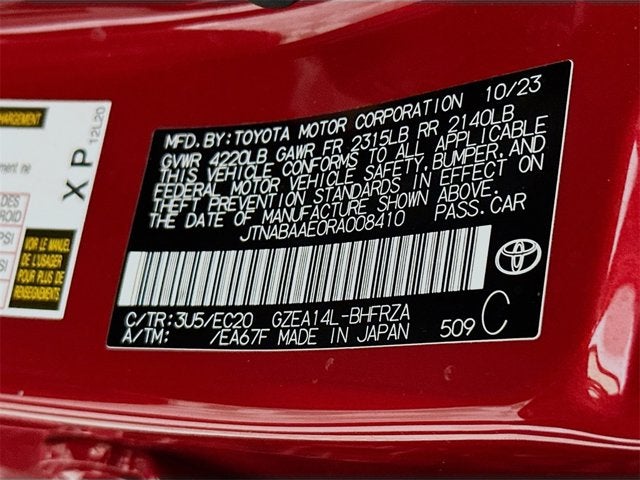 MFD. BY: TOYOTA MOTOR CORPORATION 10/23
GVWR 4220LB GAWR FR 2315LB RR 2140LB
THIS VEHICLE CONFORMS TO ALL APPLICABLE
FEDERAL MOTOR VEHICLE SAFETY, BUMPER, AND
THEFT PREVENTION STANDARDS IN EFFECT ON
THE DATE OF MANUFACTURE SHOWN ABOVE.
JTNABAAE0RA008410 PASS. CAR
C/TR: 3U5/EC20 GZEA14L-BHFRZA
A/TM: /EA67F MADE IN JAPAN 509 C
XP 12L20
VOIR LE MANUEL
DE L'USAGER
POUR PLUS DE
RENSEIGNEMENTS